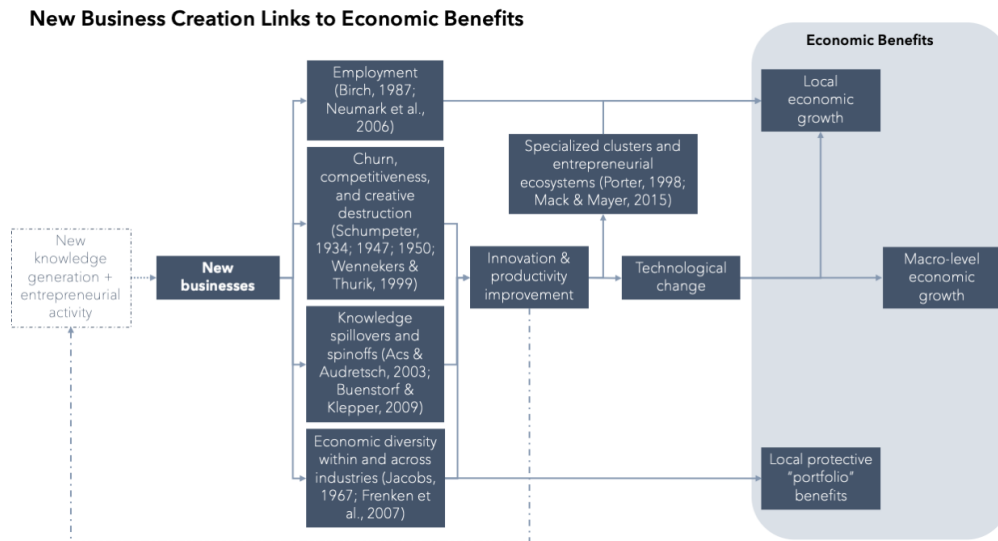 New Business Creation Links to Economic Benefits
Economic Benefits
Employment
(Birch, 1987;
Neumark et al.,
2006)
Local
economic
growth
Specialized clusters and
entrepreneurial
ecosystems (Porter, 1998;
Mack & Mayer, 2015)
Churn,
competitiveness,
and creative
destruction
(Schumpeter,
1934; 1947; 1950;
Wennekers &
Thurik, 1999)
New
knowledge
generation +
entrepreneurial
activity
New
businesses
Innovation &
productivity
improvement
Technological
change
Macro-level
economic
growth
Knowledge
spillovers and
spinoffs (Acs &
Audretsch, 2003;
Buenstorf &
Klepper, 2009)
Economic diversity
within and across
industries (Jacobs,
1967; Frenken et
al., 2007)
Local protective
"portfolio"
benefits